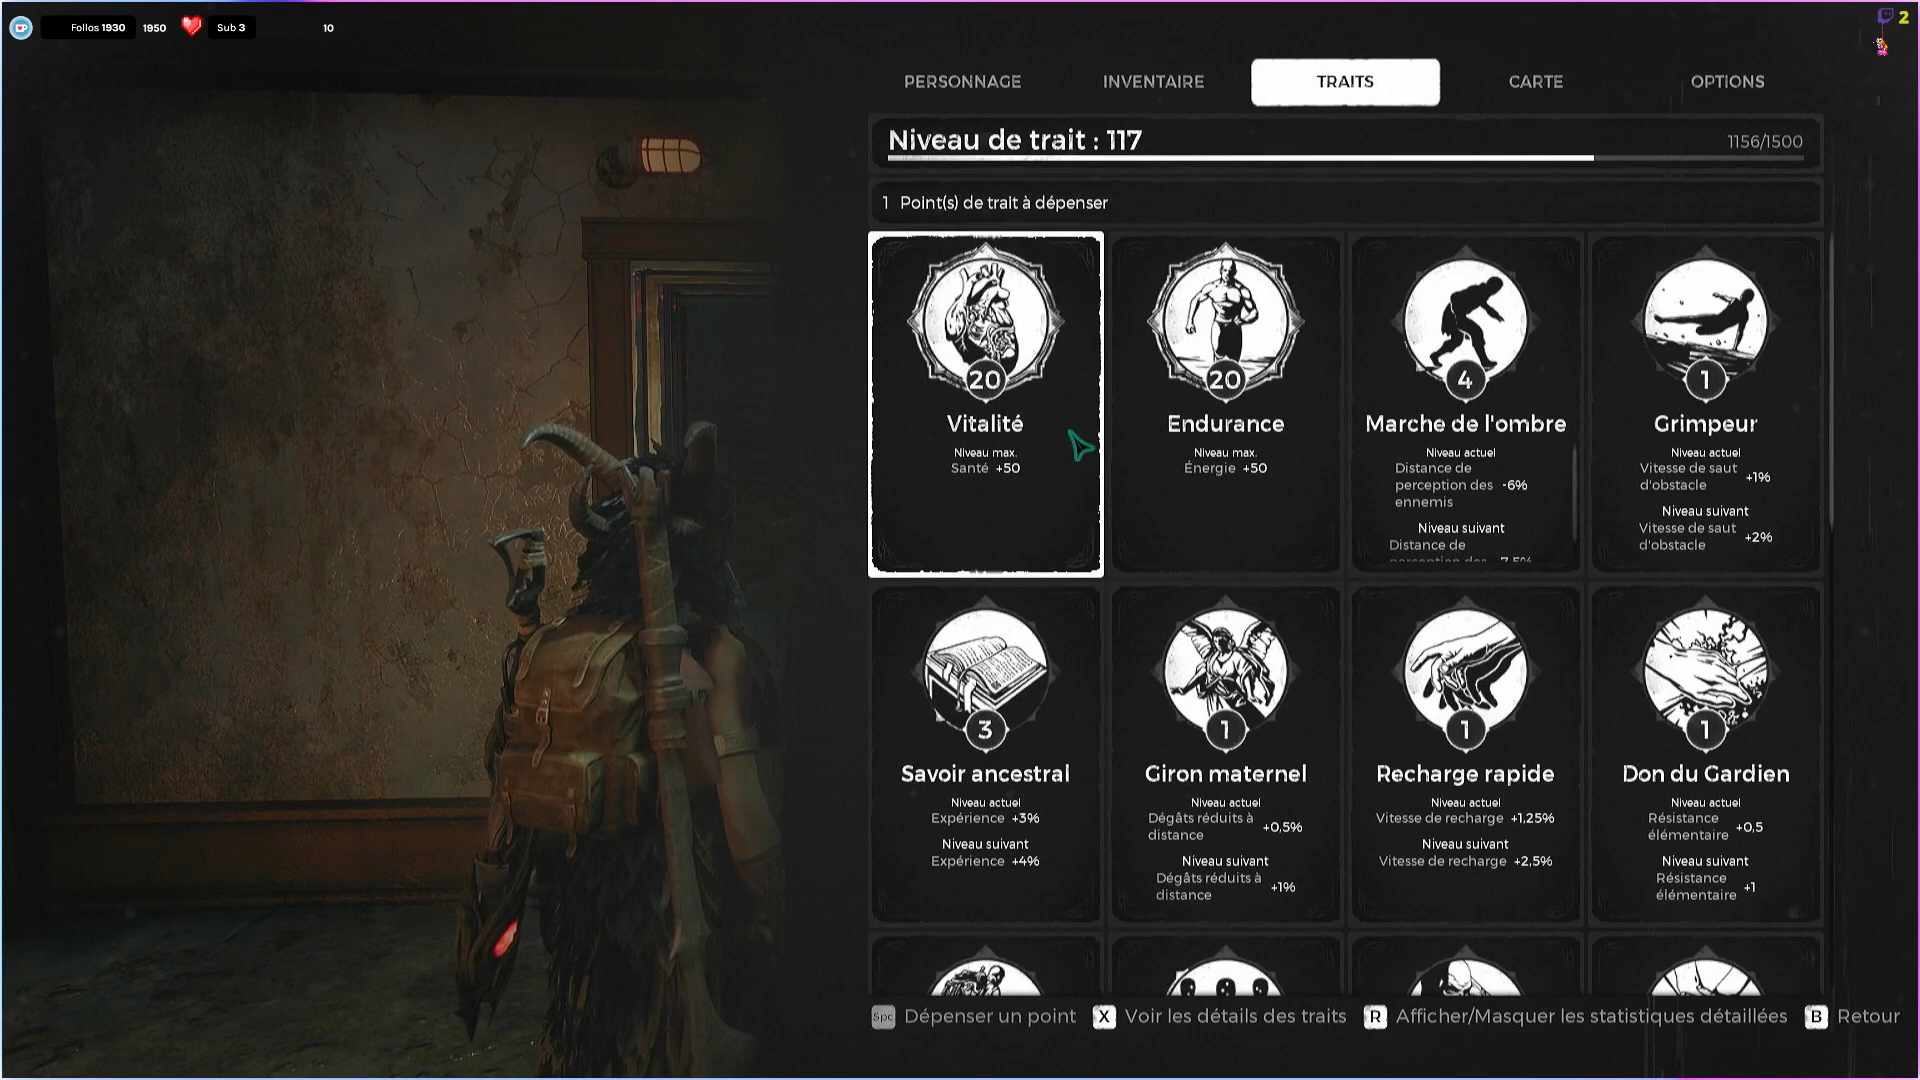 Follos 1930 1950 Sub 3 10
2
PERSONNAGE INVENTAIRE TRAITS CARTE OPTIONS
Niveau de trait : 117 1156/1500
1 Point(s) de trait à dépenser
20
Vitalité
Niveau max.
Santé +50
20
Endurance
Niveau max.
Énergie +50
4
Marche de l'ombre
Niveau actuel
Distance de
perception des -6%
ennemis
Niveau suivant
Distance de
perception des -7,5%
1
Grimpeur
Niveau actuel
Vitesse de saut
d'obstacle +1%
Niveau suivant
Vitesse de saut
d'obstacle +2%
3
Savoir ancestral
Niveau actuel
Expérience +3%
Niveau suivant
Expérience +4%
1
Giron maternel
Niveau actuel
Dégâts réduits à
distance +0,5%
Niveau suivant
Dégâts réduits à
distance +1%
1
Recharge rapide
Niveau actuel
Vitesse de recharge +1,25%
Niveau suivant
Vitesse de recharge +2,5%
1
Don du Gardien
Niveau actuel
Résistance
élémentaire +0,5
Niveau suivant
Résistance
élémentaire +1
Spc Dépenser un point X Voir les détails des traits R Afficher/Masquer les statistiques détaillées B Retour